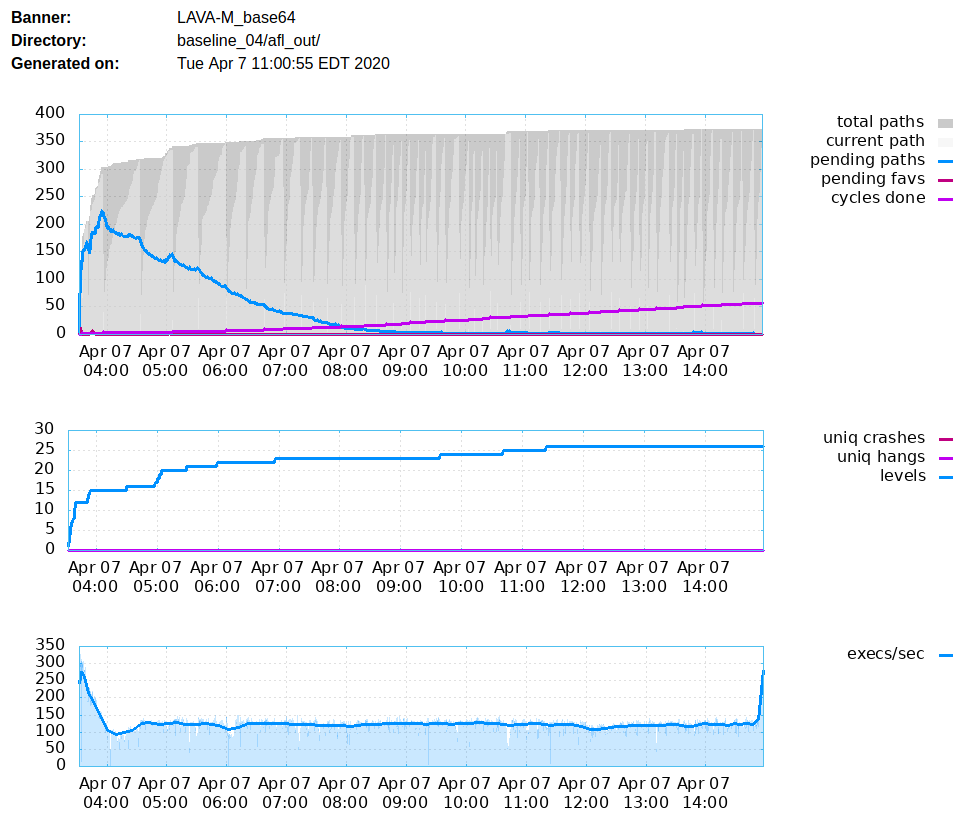 Banner: LAVA-M_base64
Directory: baseline_04/afl_out/
Generated on: Tue Apr 7 11:00:55 EDT 2020
400
350
300
250
200
150
100
50
0
Apr 07 Apr 07 Apr 07 Apr 07 Apr 07 Apr 07 Apr 07 Apr 07 Apr 07 Apr 07 Apr 07
04:00 05:00 06:00 07:00 08:00 09:00 10:00 11:00 12:00 13:00 14:00
total paths
current path
pending paths
pending favs
cycles done
30
25
20
15
10
5
0
Apr 07 Apr 07 Apr 07 Apr 07 Apr 07 Apr 07 Apr 07 Apr 07 Apr 07 Apr 07 Apr 07
04:00 05:00 06:00 07:00 08:00 09:00 10:00 11:00 12:00 13:00 14:00
uniq crashes
uniq hangs
levels
350
300
250
200
150
100
50
0
Apr 07 Apr 07 Apr 07 Apr 07 Apr 07 Apr 07 Apr 07 Apr 07 Apr 07 Apr 07 Apr 07
04:00 05:00 06:00 07:00 08:00 09:00 10:00 11:00 12:00 13:00 14:00
execs/sec